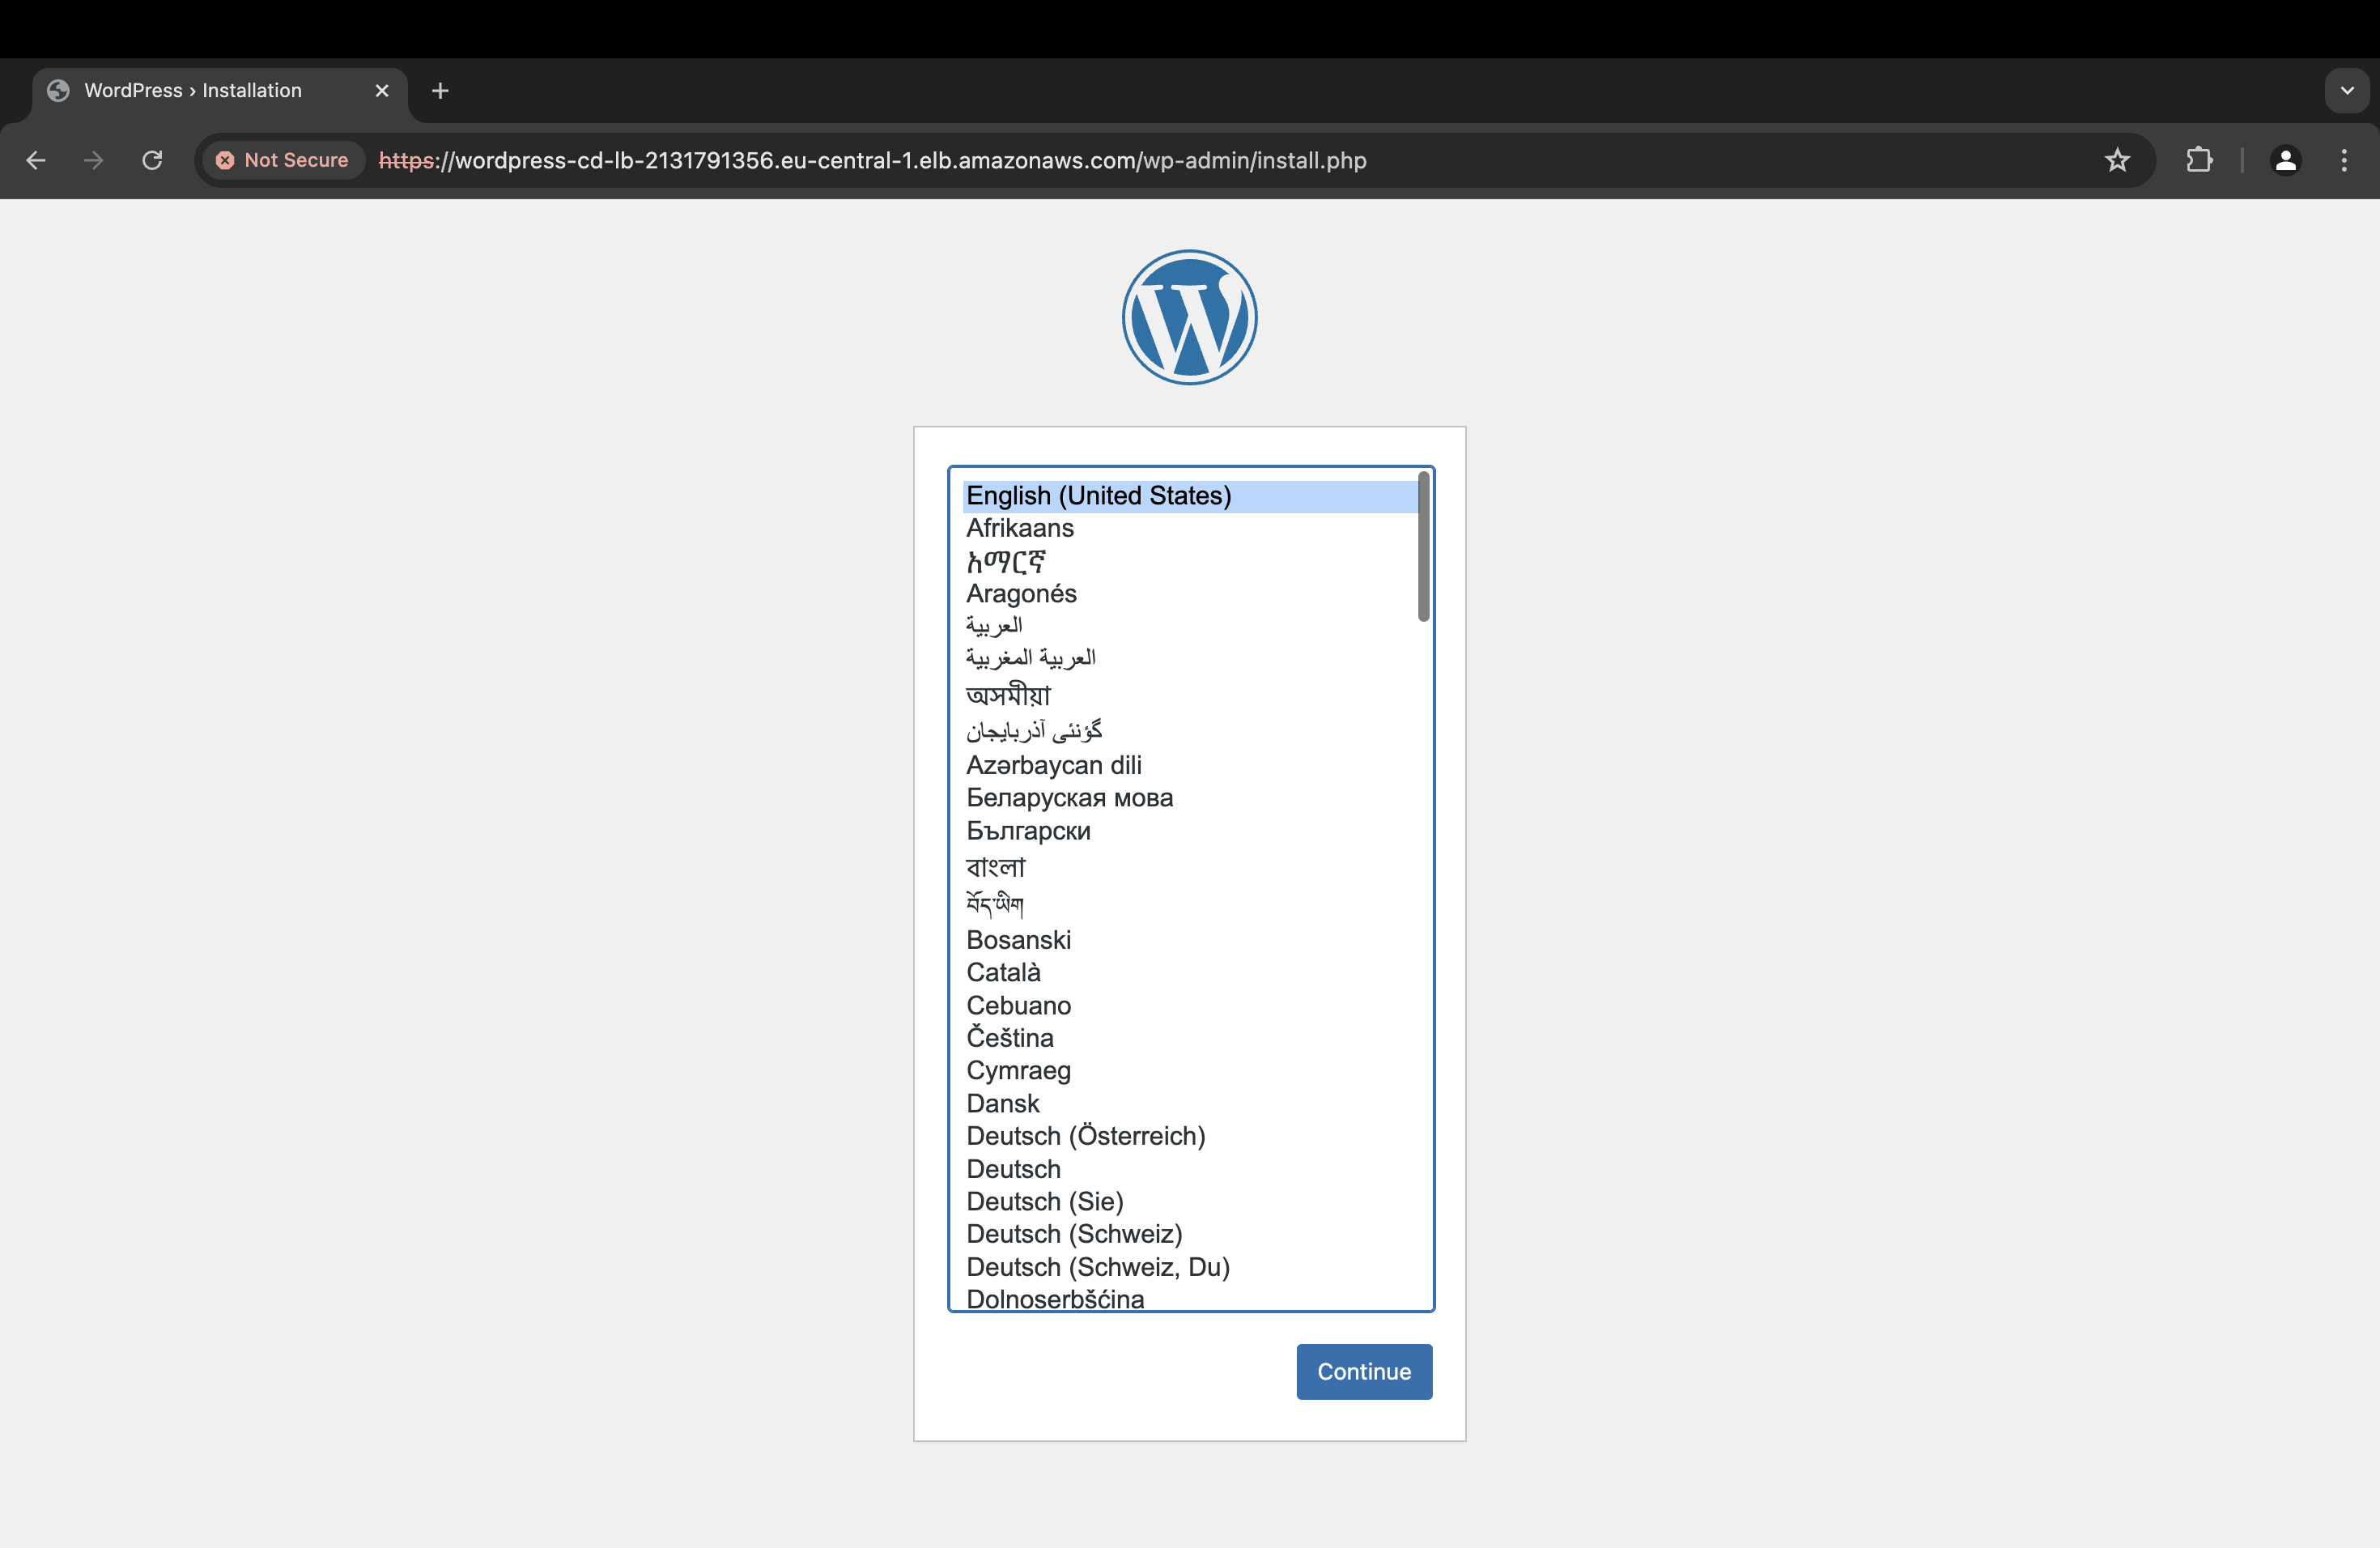 WordPress › Installation
Not Secure
https://wordpress-cd-lb-2131791356.eu-central-1.elb.amazonaws.com/wp-admin/install.php
English (United States)
Afrikaans
አማርኛ
Aragonés
العربية
العربية المغربية
অসমীয়া
گؤنئی آذربایجان
Azərbaycan dili
Беларуская мова
Български
বাংলা
བོད་ཡིག
Bosanski
Català
Cebuano
Čeština
Cymraeg
Dansk
Deutsch (Österreich)
Deutsch
Deutsch (Sie)
Deutsch (Schweiz)
Deutsch (Schweiz, Du)
Dolnoserbšćina
Continue